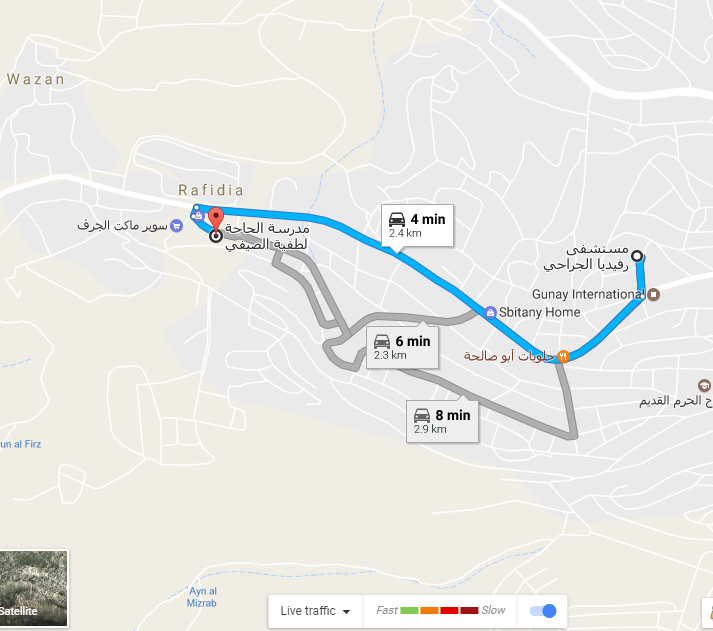 Wazan
Rafidia
سوبر ماكت الجرف
مدرسة الحاجة
لطفية الصيفي
4 min
2.4 km
مستشفى
رفيديا الجراحي
Gunay International
Sbitany Home
6 min
2.3 km
حلويات أبو صالحة
ح الحرم القديم
8 min
2.9 km
un al Firz
Ayn al
Mizrab
Satellite
Live traffic
Fast
Slow